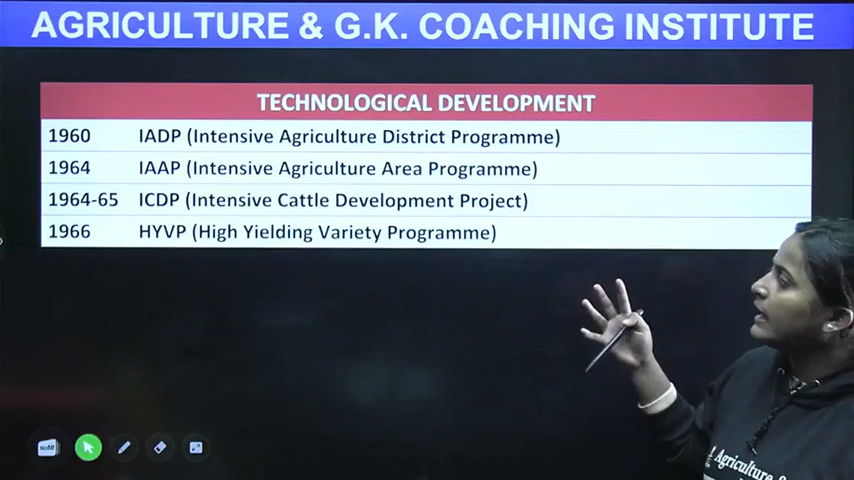 AGRICULTURE & G.K. COACHING INSTITUTE
TECHNOLOGICAL DEVELOPMENT
1960 IADP (Intensive Agriculture District Programme)
1964 IAAP (Intensive Agriculture Area Programme)
1964-65 ICDP (Intensive Cattle Development Project)
1966 HYVP (High Yielding Variety Programme)
Agriculture &